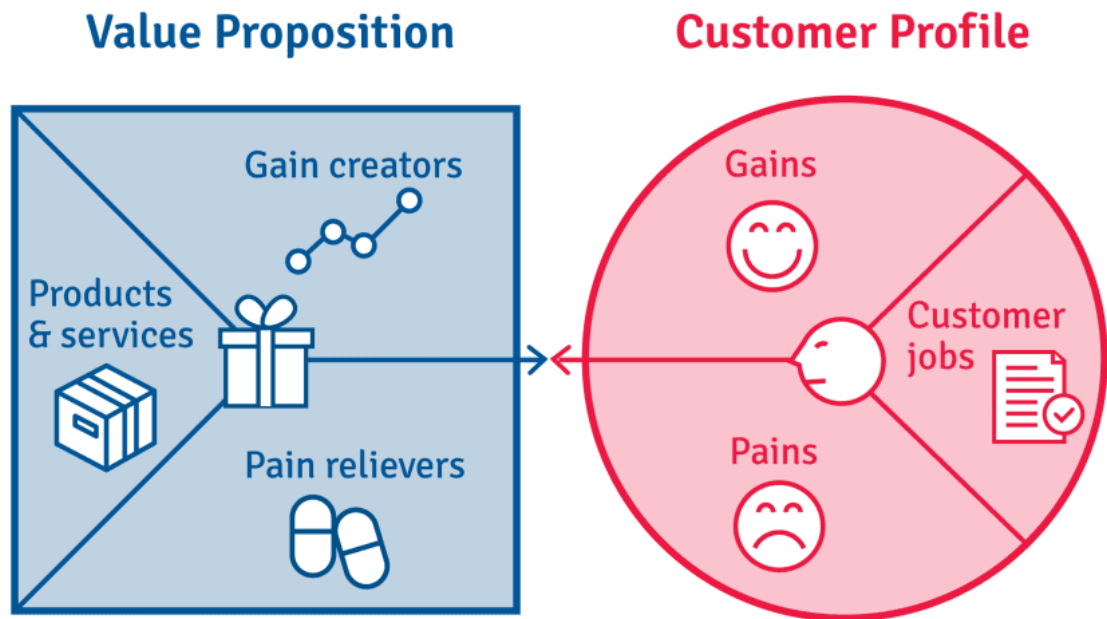 Value Proposition
Customer Profile
Gain creators
Products
& services
Pain relievers
Gains
Customer
jobs
Pains